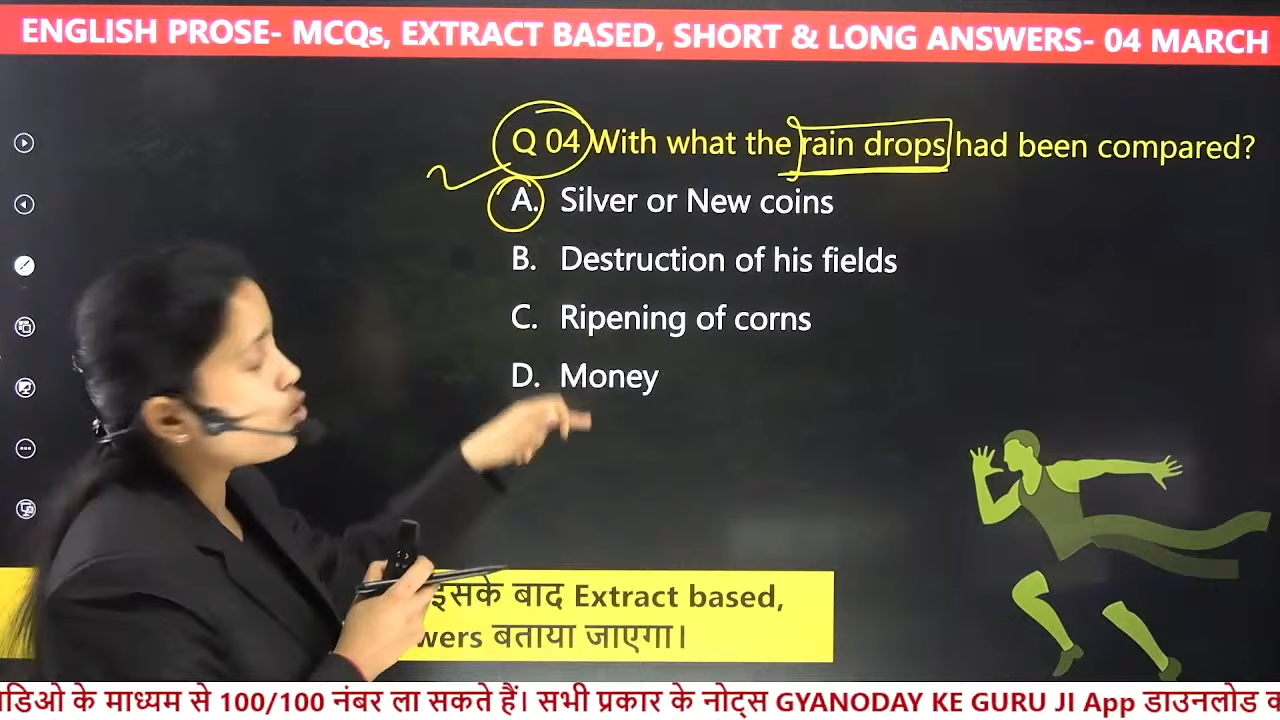 ENGLISH PROSE- MCQs, EXTRACT BASED, SHORT & LONG ANSWERS- 04 MARCH
Q 04 With what the rain drops had been compared?
A. Silver or New coins
B. Destruction of his fields
C. Ripening of corns
D. Money
इसके बाद Extract based,
बताया जाएगा।
के माध्यम से 100/100 नंबर ला सकते हैं। सभी प्रकार के नोट्स GYANODAY KE GURU JI App डाउनलोड